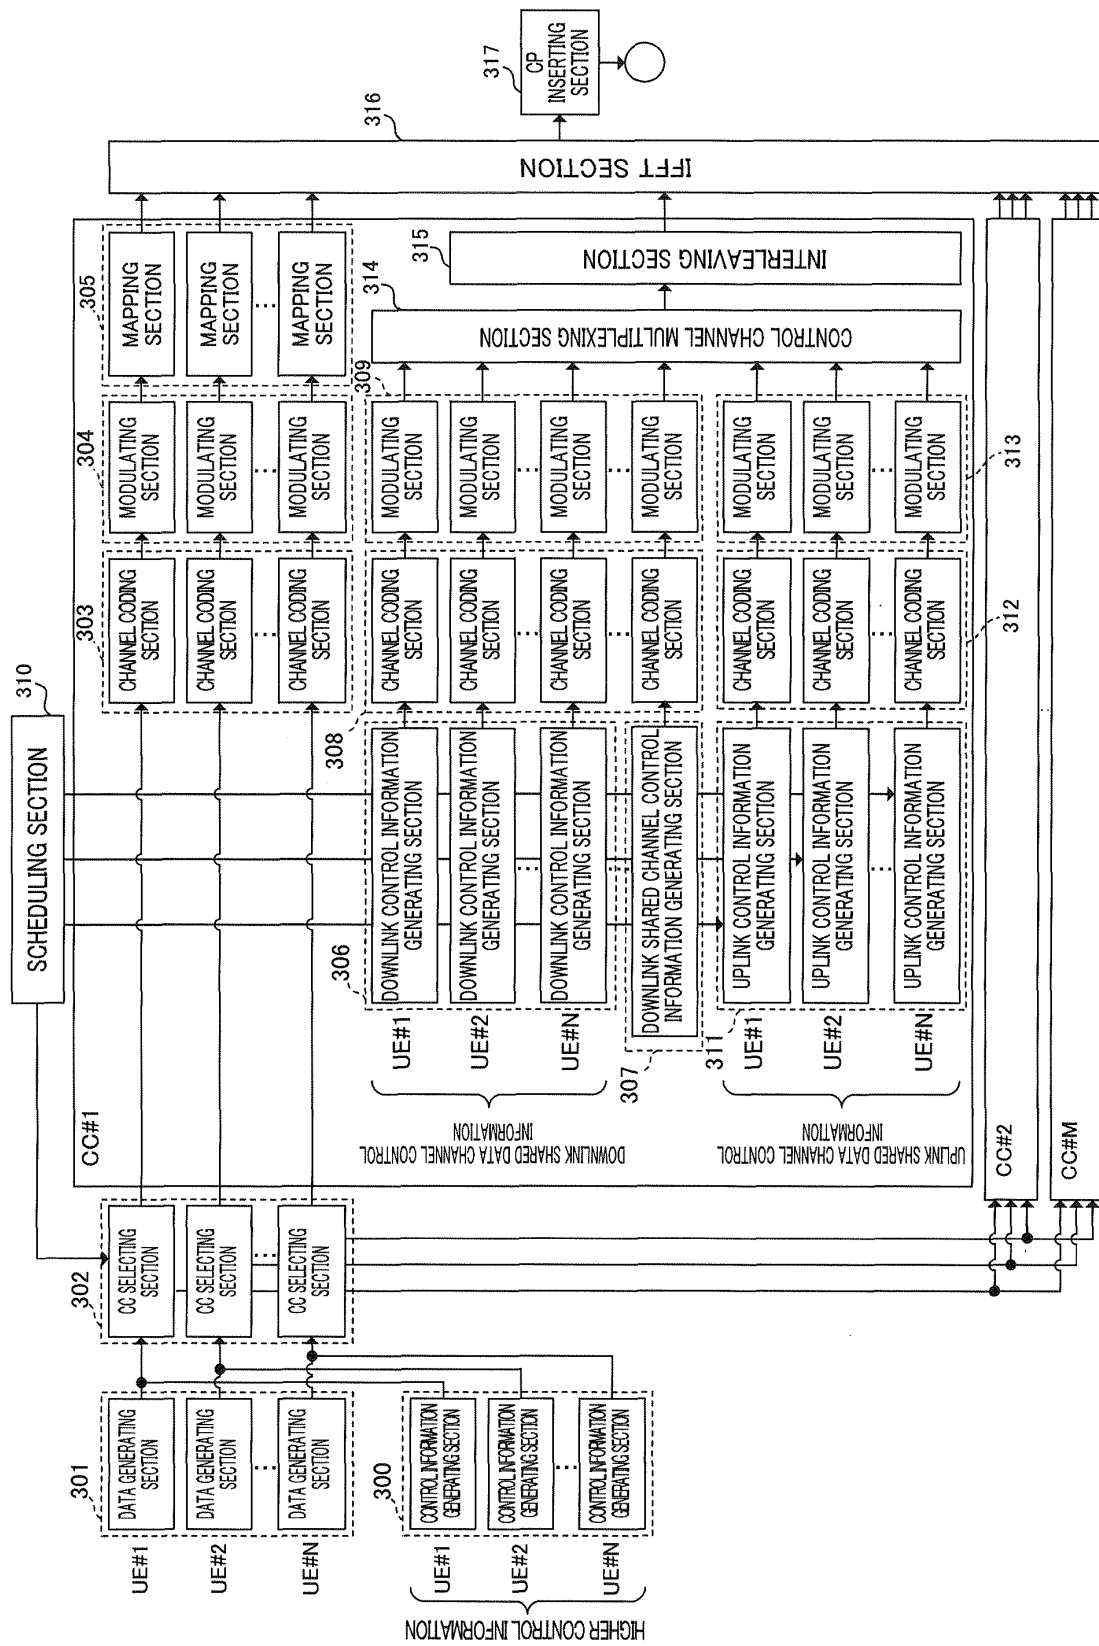 310
SCHEDULING SECTION
CC#1
301
UE#1
DATA GENERATING
SECTION
UE#2
DATA GENERATING
SECTION
UE#N
DATA GENERATING
SECTION
HIGHER CONTROL INFORMATION
300
UE#1
CONTROL INFORMATION
GENERATING SECTION
UE#2
CONTROL INFORMATION
GENERATING SECTION
UE#N
CONTROL INFORMATION
GENERATING SECTION
302
CC SELECTING
SECTION
CC SELECTING
SECTION
CC SELECTING
SECTION
303
CHANNEL CODING
SECTION
CHANNEL CODING
SECTION
CHANNEL CODING
SECTION
304
MODULATING
SECTION
MODULATING
SECTION
MODULATING
SECTION
305
MAPPING
SECTION
MAPPING
SECTION
MAPPING
SECTION
DOWNLINK SHARED DATA CHANNEL CONTROL
INFORMATION
306
UE#1
DOWNLINK CONTROL INFORMATION
GENERATING SECTION
UE#2
DOWNLINK CONTROL INFORMATION
GENERATING SECTION
UE#N
DOWNLINK CONTROL INFORMATION
GENERATING SECTION
307
DOWNLINK SHARED CHANNEL CONTROL
INFORMATION GENERATING SECTION
308
CHANNEL CODING
SECTION
CHANNEL CODING
SECTION
CHANNEL CODING
SECTION
CHANNEL CODING
SECTION
309
MODULATING
SECTION
MODULATING
SECTION
MODULATING
SECTION
MODULATING
SECTION
UPLINK SHARED DATA CHANNEL CONTROL
INFORMATION
311
UE#1
UPLINK CONTROL INFORMATION
GENERATING SECTION
UE#2
UPLINK CONTROL INFORMATION
GENERATING SECTION
UE#N
UPLINK CONTROL INFORMATION
GENERATING SECTION
312
CHANNEL CODING
SECTION
CHANNEL CODING
SECTION
CHANNEL CODING
SECTION
313
MODULATING
SECTION
MODULATING
SECTION
MODULATING
SECTION
314
CONTROL CHANNEL MULTIPLEXING SECTION
315
INTERLEAVING SECTION
316
IFFT SECTION
317
CP
INSERTING
SECTION
CC#2
CC#M